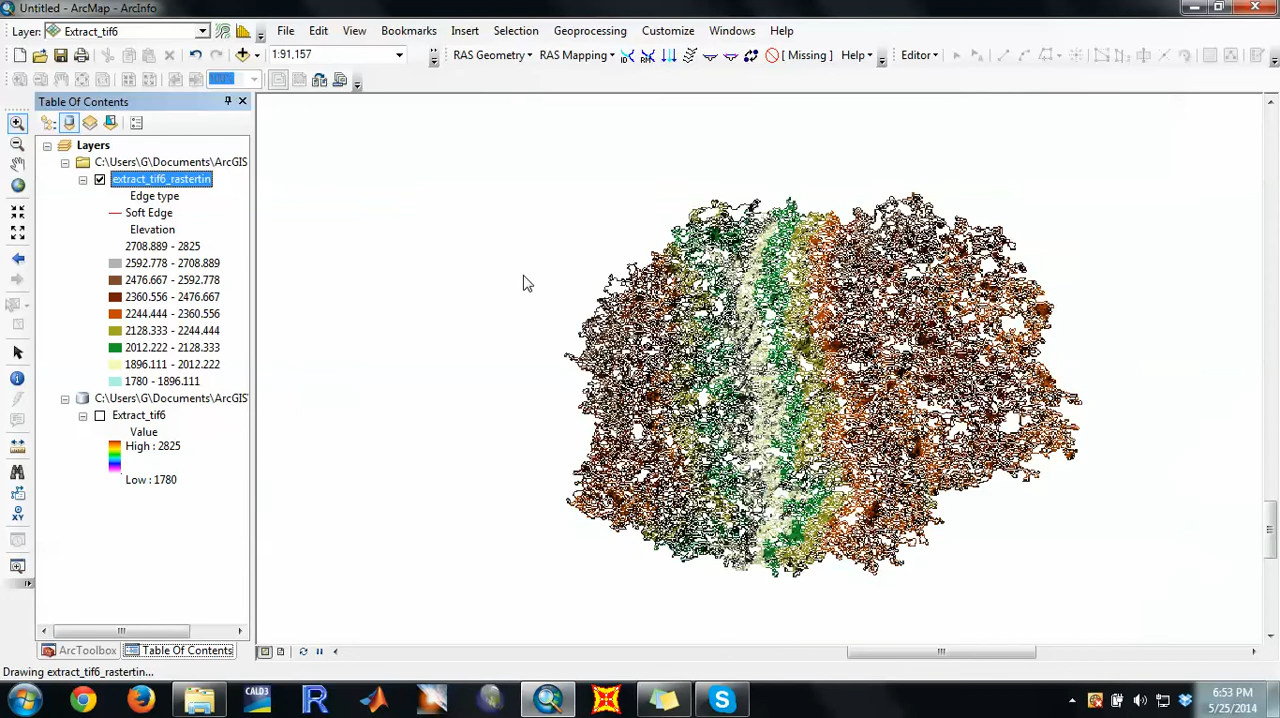 Untitled - ArcMap - ArcInfo
Layer: Extract_tif6 File Edit View Bookmarks Insert Selection Geoprocessing Customize Windows Help
1:91,157 RAS Geometry RAS Mapping [ Missing ] Help Editor
100%
Table Of Contents
Layers
C:\Users\G\Documents\ArcGIS
extract_tif6_rastertin
Edge type
Soft Edge
Elevation
2708.889 - 2825
2592.778 - 2708.889
2476.667 - 2592.778
2360.556 - 2476.667
2244.444 - 2360.556
2128.333 - 2244.444
2012.222 - 2128.333
1896.111 - 2012.222
1780 - 1896.111
C:\Users\G\Documents\ArcGIS
Extract_tif6
Value
High : 2825
Low : 1780
ArcToolbox Table Of Contents
Drawing extract_tif6_rastertin...
CALD3
6:53 PM
5/25/2014